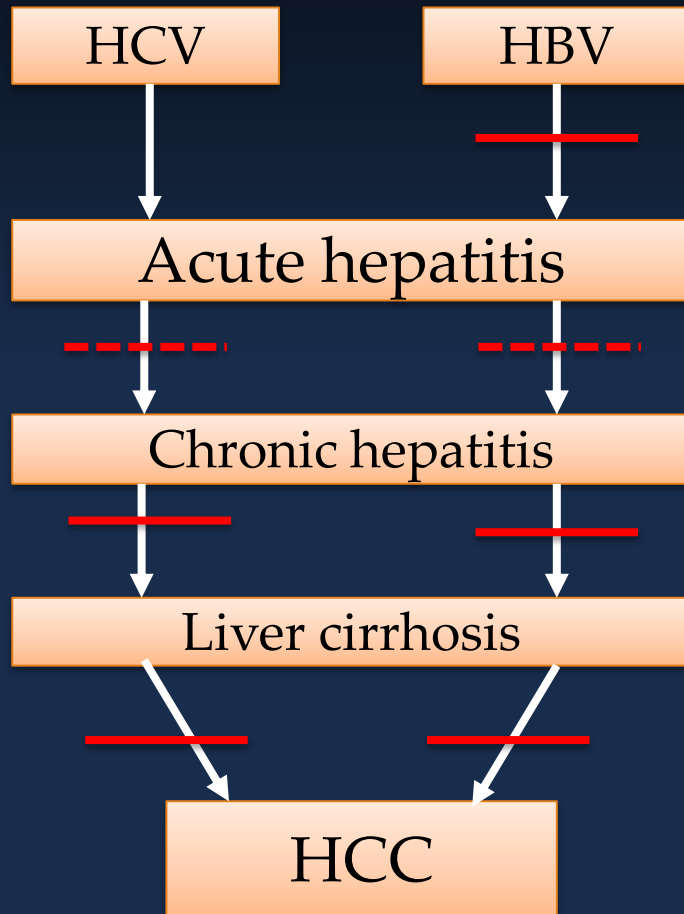 HCV
HBV
Acute hepatitis
Chronic hepatitis
Liver cirrhosis
HCC